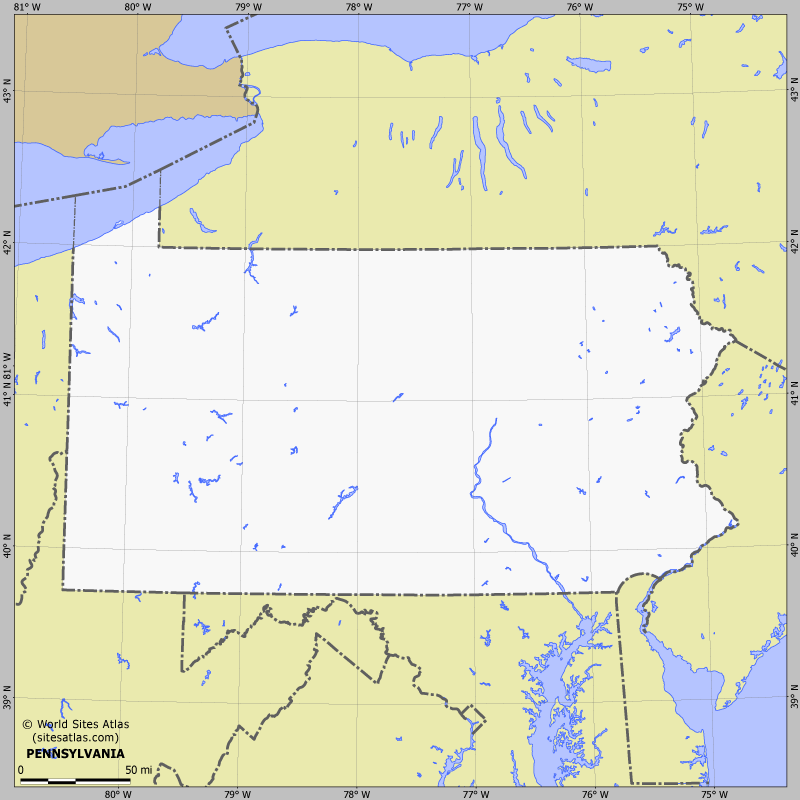 81° W 80° W 79° W 78° W 77° W 76° W 75° W
43° N 43° N
42° N 42° N
81° W
41° N 41° N
40° N 40° N
39° N 39° N
© World Sites Atlas
(sitesatlas.com)
PENNSYLVANIA
0 50 mi
80° W 79° W 78° W 77° W 76° W 75° W